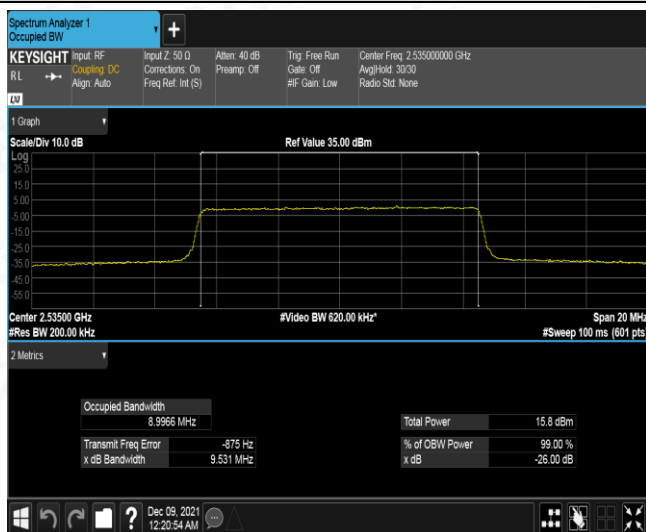 Spectrum Analyzer 1
Occupied BW
+
KEYSIGHT Input: RF Input Z: 50 Ω Atten: 40 dB Trig: Free Run Center Freq: 2.535000000 GHz
RL Coupling: DC Corrections: On Preamp: Off Gate: Off Avg|Hold: 30/30
Align: Auto Freq Ref: Int (S) #IF Gain: Low Radio Std: None
LXI
1 Graph
Scale/Div 10.0 dB Ref Value 35.00 dBm
Log
25.0
15.0
5.00
-5.00
-15.0
-25.0
-35.0
-45.0
-55.0
Center 2.53500 GHz #Video BW 620.00 kHz* Span 20 MHz
#Res BW 200.00 kHz #Sweep 100 ms (601 pts)
2 Metrics
Occupied Bandwidth
8.9966 MHz Total Power 15.8 dBm
Transmit Freq Error -875 Hz % of OBW Power 99.00 %
x dB Bandwidth 9.531 MHz x dB -26.00 dB
? Dec 09, 2021
12:20:54 AM